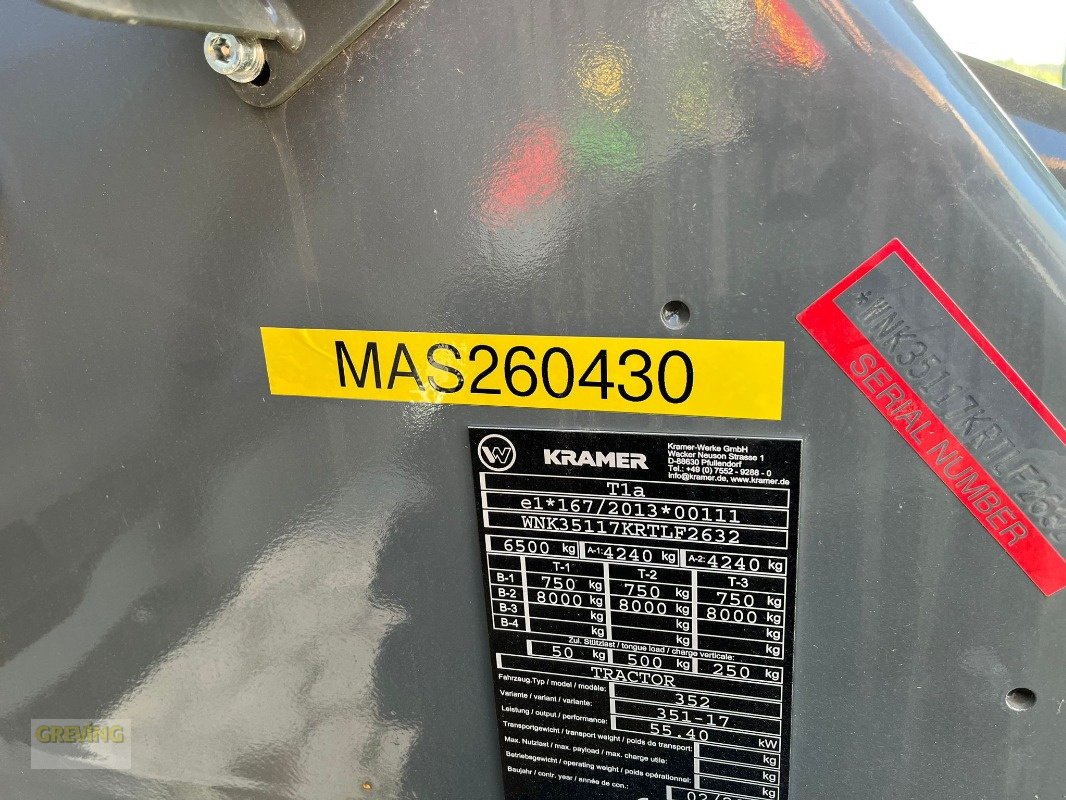 MAS260430
*WNK35117KRTLF2632
SERIAL NUMBER
KRAMER
Kramer-Werke GmbH
Wacker Neuson Strasse 1
D-88630 Pfullendorf
Tel.: +49 (0) 7552 - 9288 - 0
info@kramer.de, www.kramer.de
T1a
e1*167/2013*00111
WNK35117KRTLF2632
6500 kg A-1: 4240 kg A-2: 4240 kg
T-1 T-2 T-3
B-1 750 kg 750 kg 750 kg
B-2 8000 kg 8000 kg 8000 kg
B-3 kg kg kg
B-4 kg kg kg
Zul. Stützlast / tongue load / charge verticale:
50 kg 500 kg 250 kg
TRACTOR
Fahrzeug.Typ / model / modèle: 352
Variante / variant / variante: 351-17
Leistung / output / performance: 55.40 kW
Transportgewicht / transport weight / poids de transport: kg
Max. Nutzlast / max. payload / max. charge utile: kg
Betriebsgewicht / operating weight / poids opérationnel: kg
Baujahr / contr. year / année de con.: 02/
GREVING